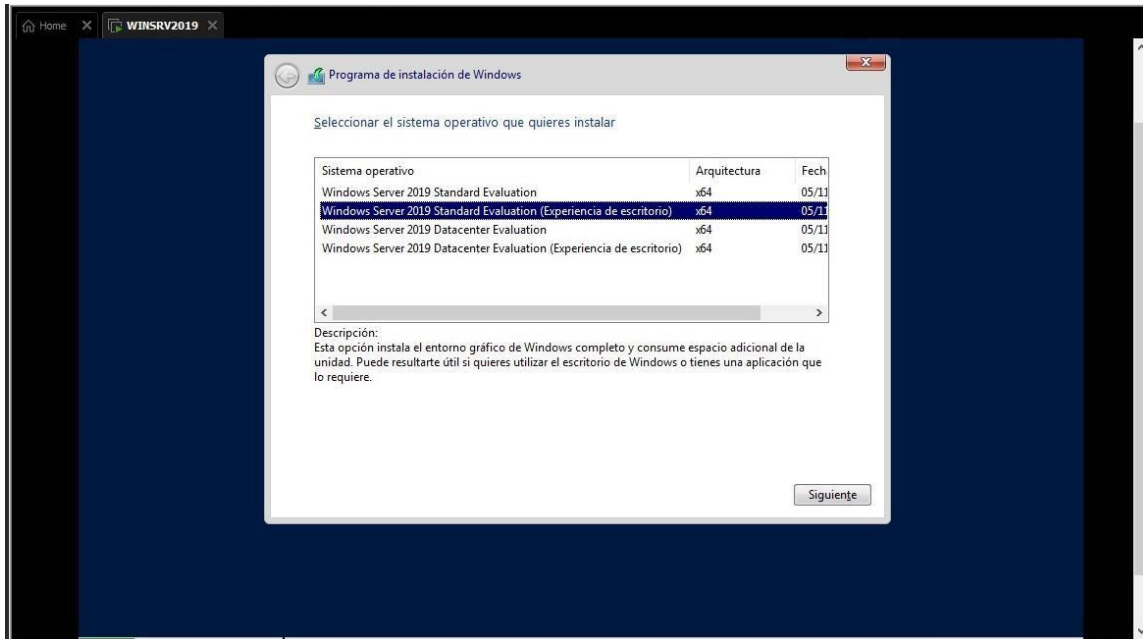 Home
WINSRV2019
Programa de instalación de Windows
Seleccionar el sistema operativo que quieres instalar
Sistema operativo Arquitectura Fech
Windows Server 2019 Standard Evaluation x64 05/11
Windows Server 2019 Standard Evaluation (Experiencia de escritorio) x64 05/11
Windows Server 2019 Datacenter Evaluation x64 05/11
Windows Server 2019 Datacenter Evaluation (Experiencia de escritorio) x64 05/11
Descripción:
Esta opción instala el entorno gráfico de Windows completo y consume espacio adicional de la
unidad. Puede resultarte útil si quieres utilizar el escritorio de Windows o tienes una aplicación que
lo requiere.
Siguiente